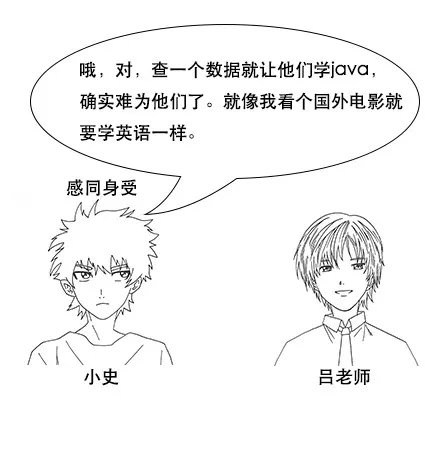 哦，对，查一个数据就让他们学java，
确实难为他们了。就像我看个国外电影就
要学英语一样。
感同身受
小史
吕老师